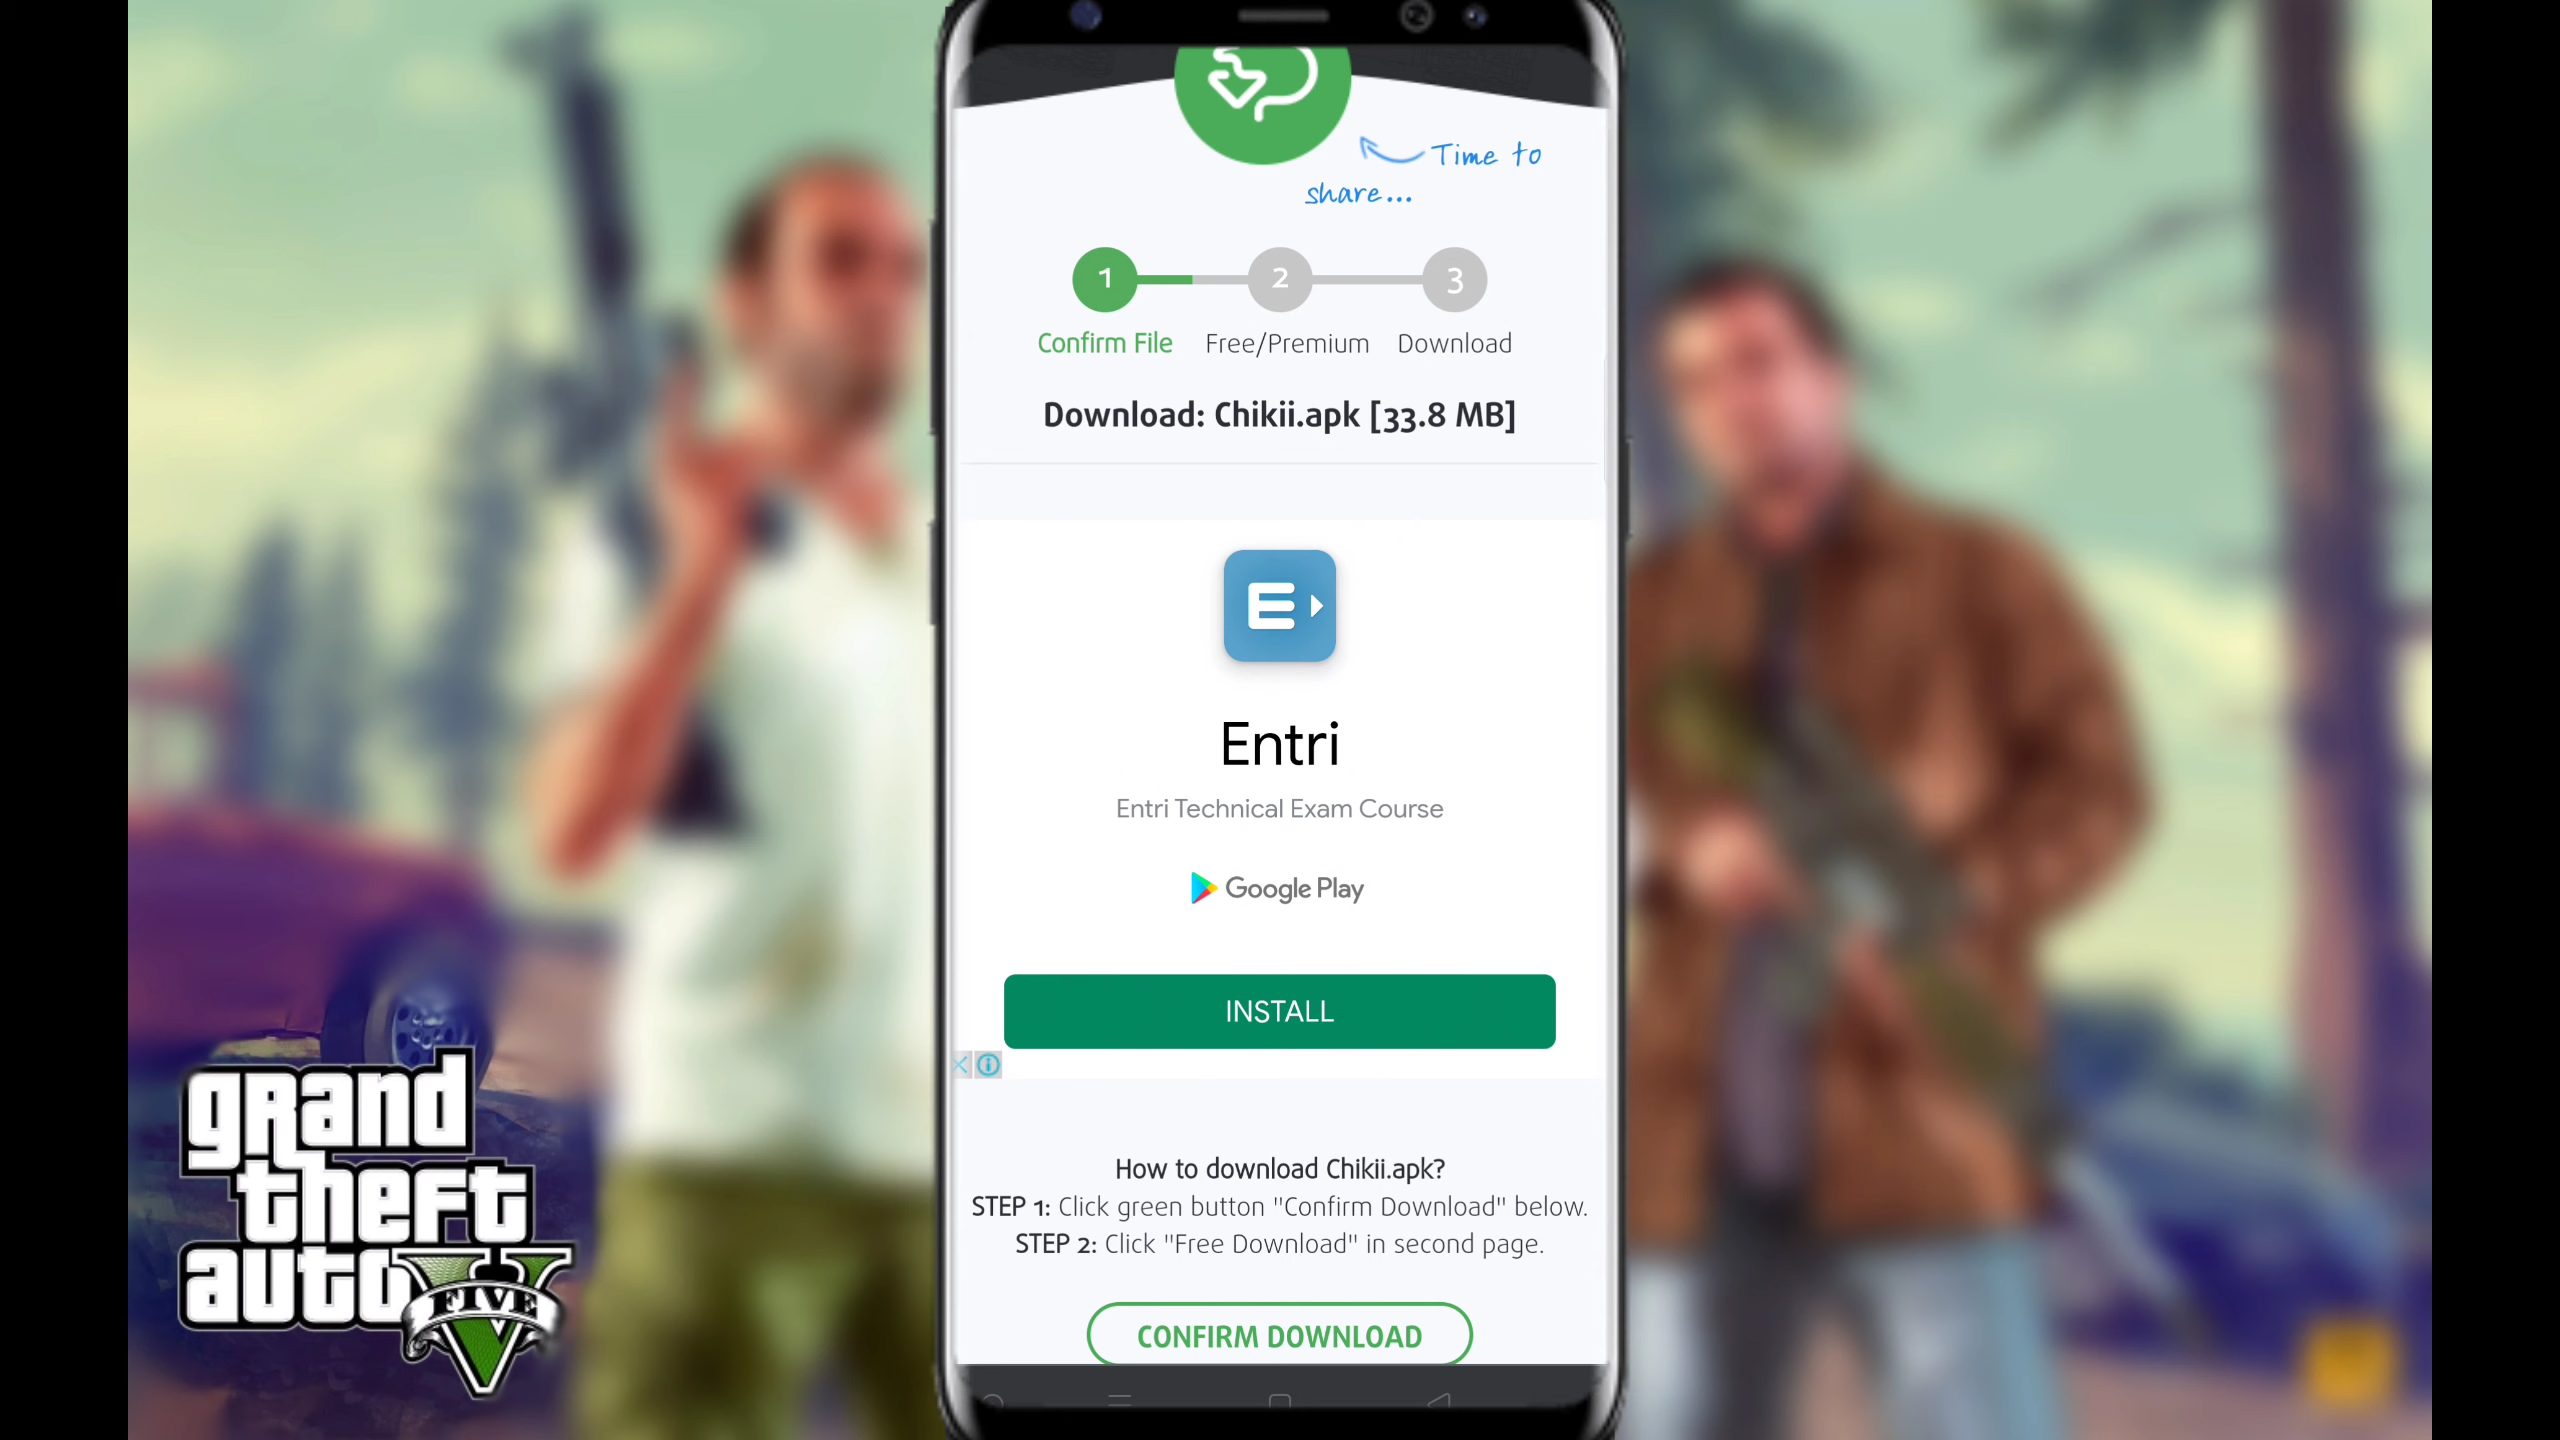 Time to
share...
1 2 3
Confirm File Free/Premium Download
Download: Chikii.apk [33.8 MB]
E
Entri
Entri Technical Exam Course
Google Play
INSTALL
How to download Chikii.apk?
STEP 1: Click green button "Confirm Download" below.
STEP 2: Click "Free Download" in second page.
CONFIRM DOWNLOAD
grand
theft
auto V
FIVE